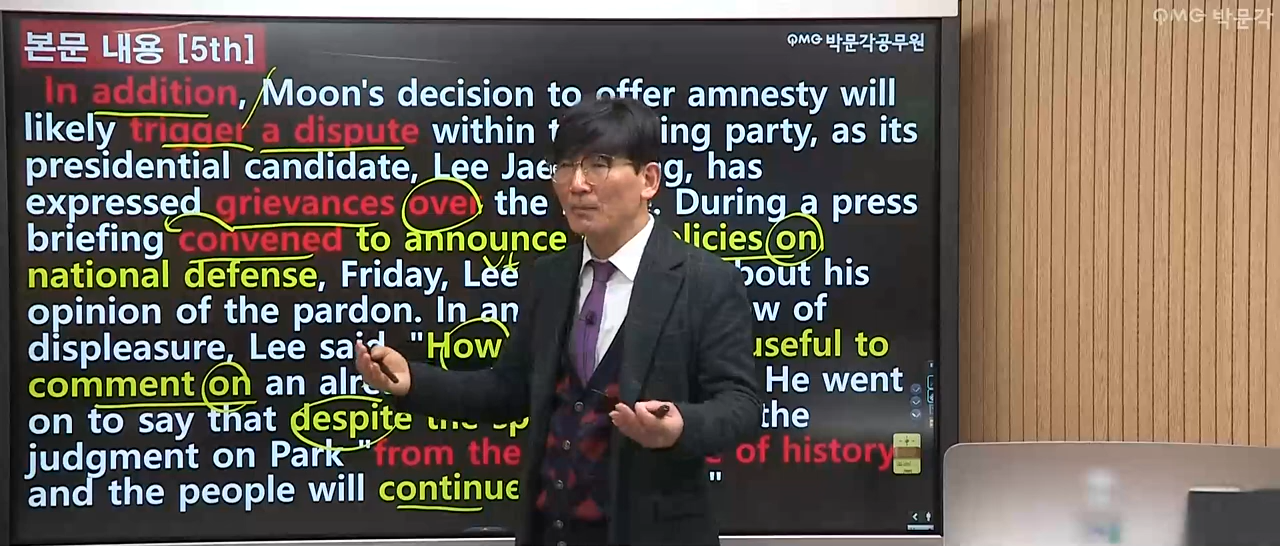 PMG 박문각
본문 내용 [5th]
PMG 박문각공무원
In addition, Moon's decision to offer amnesty will
likely trigger a dispute within ing party, as its
presidential candidate, Lee Jae g, has
expressed grievances over the . During a press
briefing convened to announce licies on
national defense, Friday, Lee bout his
opinion of the pardon. In an w of
displeasure, Lee said, "How useful to
comment on an alre He went
on to say that despite the sp the
judgment on Park "from the e of history
and the people will continue "